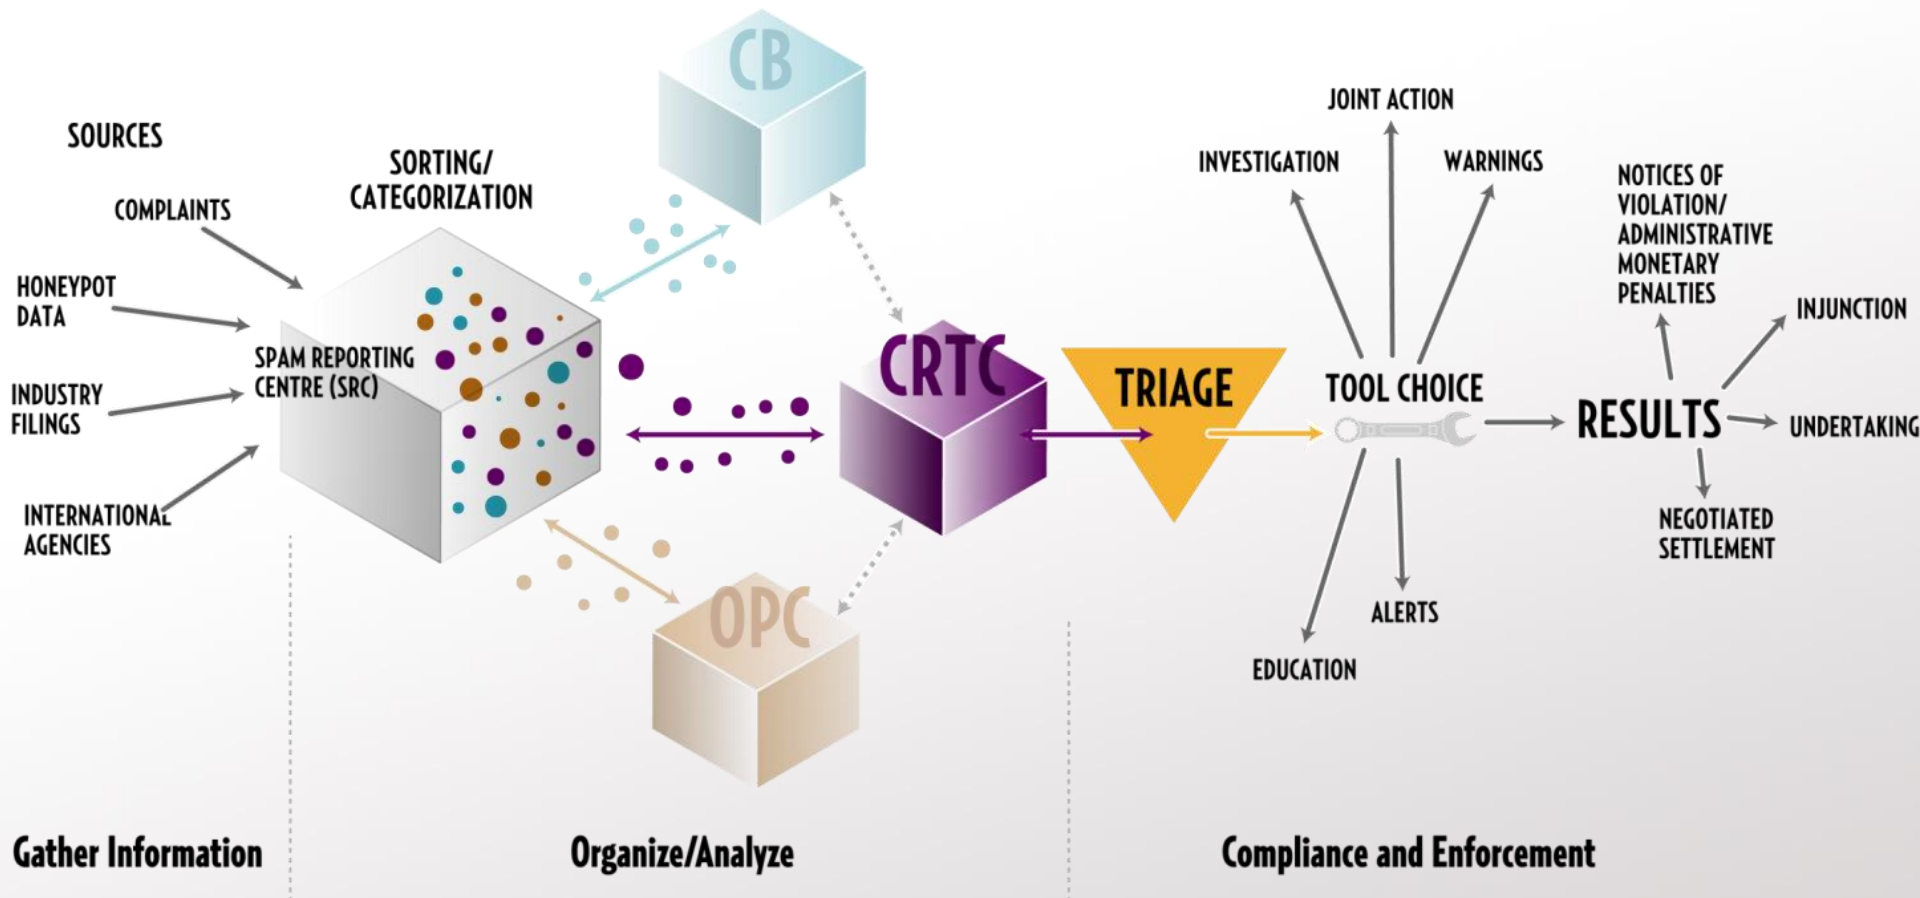 SOURCES
COMPLAINTS
HONEYPOT
DATA
INDUSTRY
FILINGS
INTERNATIONAL
AGENCIES
SORTING/
CATEGORIZATION
SPAM REPORTING
CENTRE (SRC)
CB
CRTC
OPC
TRIAGE
TOOL CHOICE
INVESTIGATION
JOINT ACTION
WARNINGS
EDUCATION
ALERTS
RESULTS
NOTICES OF
VIOLATION/
ADMINISTRATIVE
MONETARY
PENALTIES
INJUNCTION
UNDERTAKING
NEGOTIATED
SETTLEMENT
Gather Information
Organize/Analyze
Compliance and Enforcement